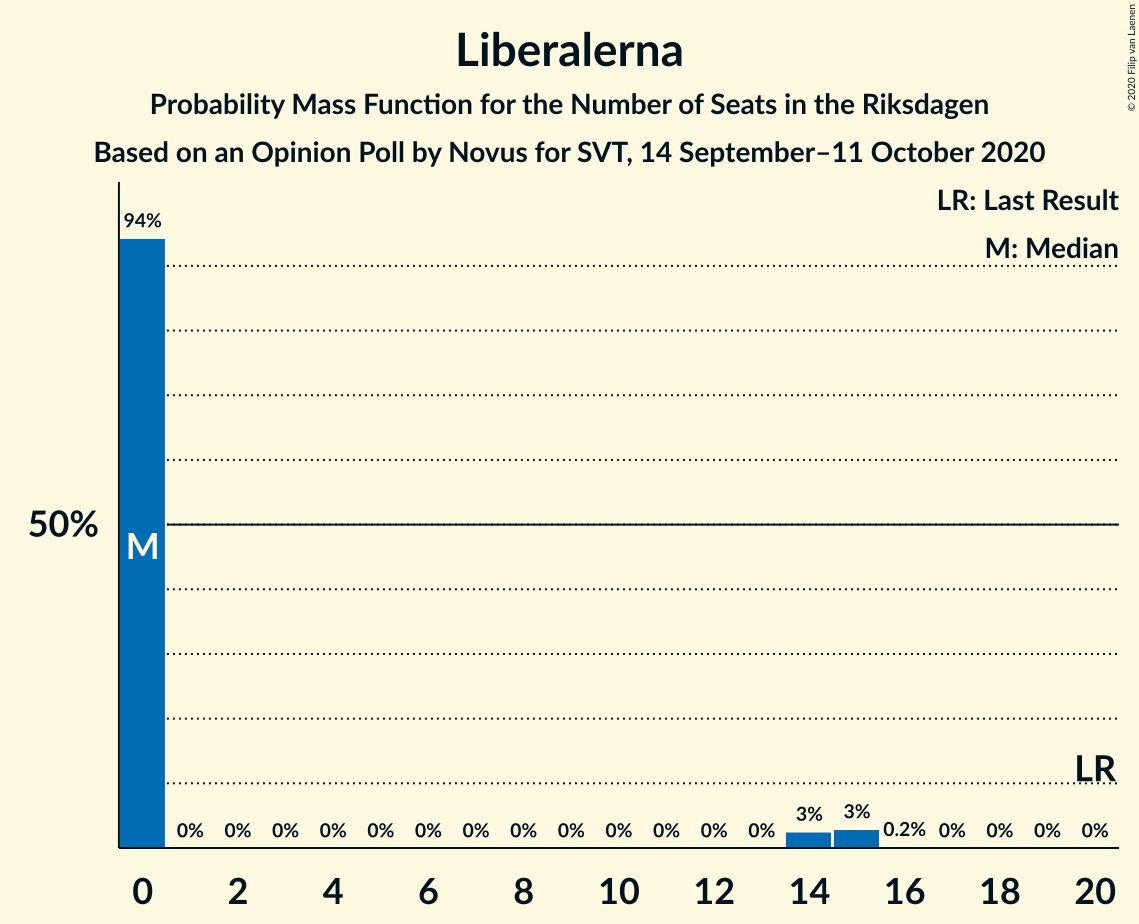 © 2020 Filip van Laenen
Liberalerna
Probability Mass Function for the Number of Seats in the Riksdagen
Based on an Opinion Poll by Novus for SVT, 14 September–11 October 2020
LR: Last Result
M: Median
94%
50%
M
LR
0% 0% 0% 0% 0% 0% 0% 0% 0% 0% 0% 0% 0% 3% 3% 0.2% 0% 0% 0% 0%
0 2 4 6 8 10 12 14 16 18 20